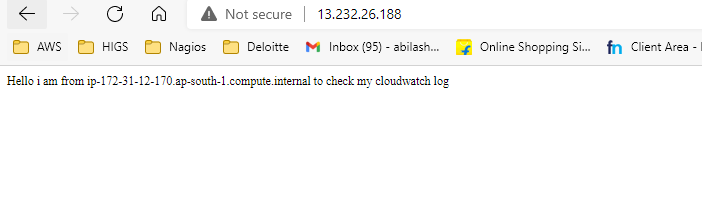 Not secure | 13.232.26.188
AWS HIGS Nagios Deloitte Inbox (95) - abilash... Online Shopping Si... fn Client Area -
Hello i am from ip-172-31-12-170.ap-south-1.compute.internal to check my cloudwatch log